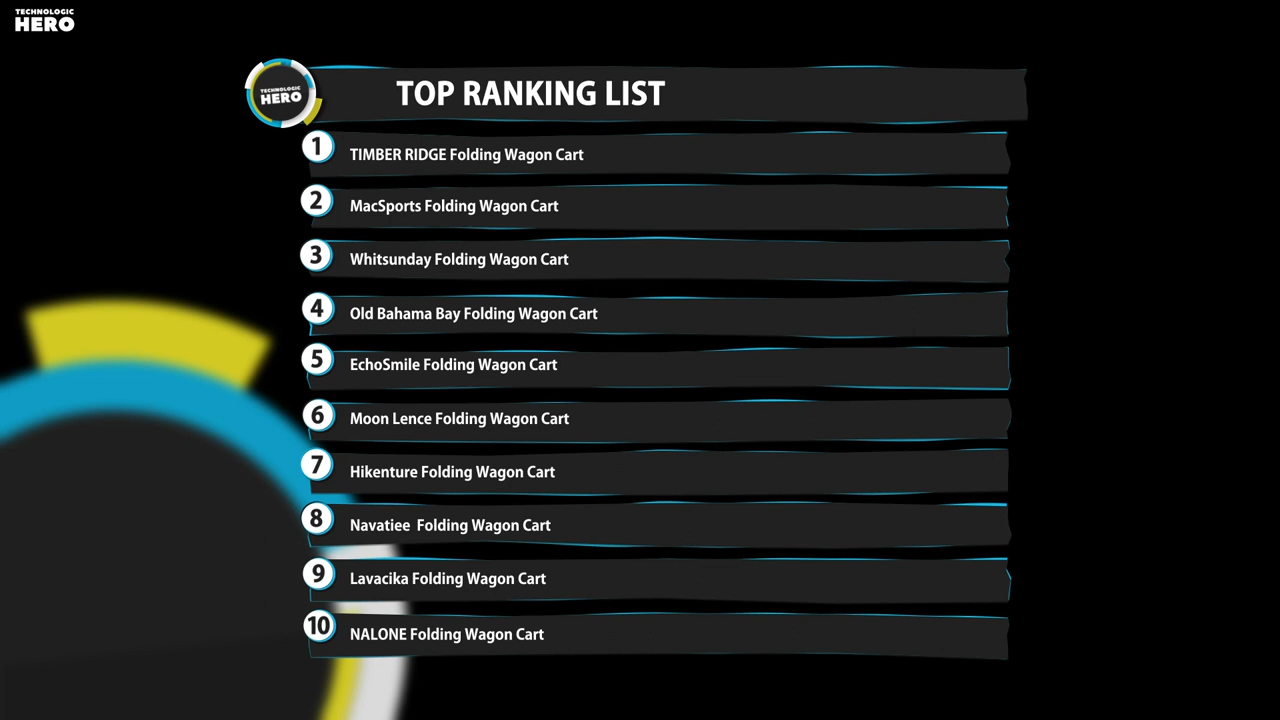 TECHNOLOGIC
HERO
TECHNOLOGIC
HERO
TOP RANKING LIST
1 TIMBER RIDGE Folding Wagon Cart
2 MacSports Folding Wagon Cart
3 Whitsunday Folding Wagon Cart
4 Old Bahama Bay Folding Wagon Cart
5 EchoSmile Folding Wagon Cart
6 Moon Lence Folding Wagon Cart
7 Hikenture Folding Wagon Cart
8 Navatiee  Folding Wagon Cart
9 Lavacika Folding Wagon Cart
10 NALONE Folding Wagon Cart